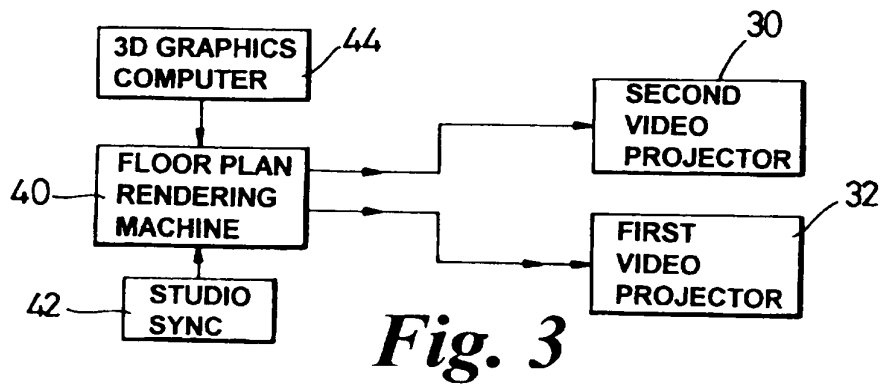 3D GRAPHICS
COMPUTER
44
FLOOR PLAN
RENDERING
MACHINE
40
STUDIO
SYNC
42
30
SECOND
VIDEO
PROJECTOR
32
FIRST
VIDEO
PROJECTOR
Fig. 3